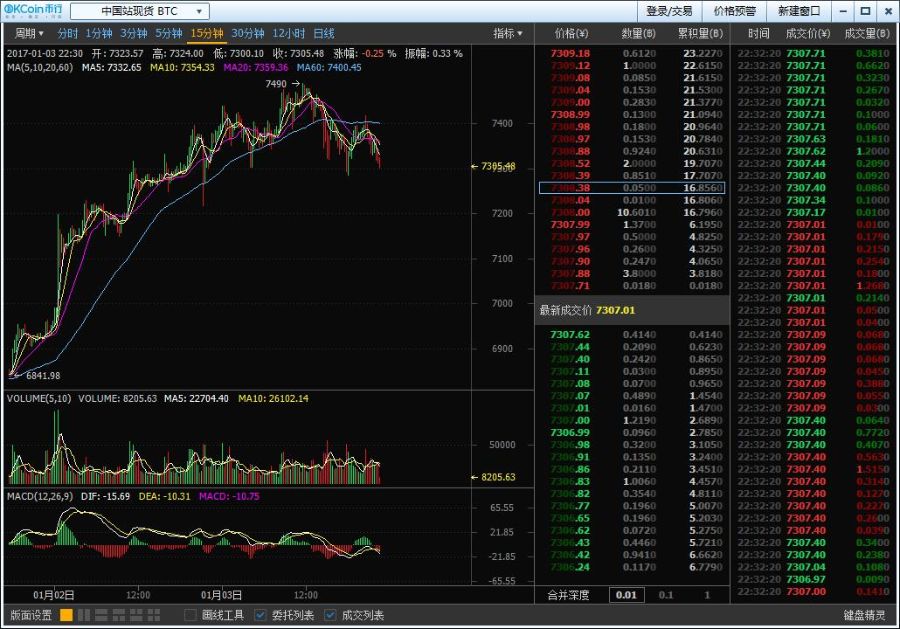 OKCoin币行
中国站现货 BTC
登录/交易 价格预警 新建窗口
周期 分时 1分钟 3分钟 5分钟 15分钟 30分钟 12小时 日线 指标
2017-01-03 22:30 开: 7323.57 高: 7324.00 低: 7300.10 收: 7305.48 涨幅: -0.25 % 振幅: 0.33 %
MA(5,10,20,60) MA5: 7332.65 MA10: 7354.33 MA20: 7359.36 MA60: 7400.45
7490
7400
7200
7100
7000
6900
6841.98
VOLUME(5,10) VOLUME: 8205.63 MA5: 22704.40 MA10: 26102.14
50000
8205.63
MACD(12,26,9) DIF: -15.69 DEA: -10.31 MACD: -10.75
65.55
21.85
-21.85
-65.55
01月02日 12:00 01月03日 12:00
价格(¥) 数量(B) 累积量(B)
7309.18 0.6120 23.2270
7309.12 1.0000 22.6150
7309.08 0.0850 21.6150
7309.04 0.1530 21.5300
7309.00 0.2830 21.3770
7308.99 0.1300 21.0940
7308.98 0.1800 20.9640
7308.97 0.1530 20.7840
7308.88 0.9240 20.6310
7308.52 2.0000 19.7070
7308.39 0.8510 17.7070
7308.38 0.0500 16.8560
7308.04 0.0100 16.8060
7308.00 10.6010 16.7960
7307.99 1.3700 6.1950
7307.97 0.5000 4.8250
7307.96 0.2600 4.3250
7307.90 0.2470 4.0650
7307.88 3.8000 3.8180
7307.71 0.0180 0.0180
最新成交价 7307.01
7307.62 0.4140 0.4140
7307.44 0.2090 0.6230
7307.40 0.2420 0.8650
7307.11 0.0300 0.8950
7307.08 0.0700 0.9650
7307.07 0.4890 1.4540
7307.01 0.0160 1.4700
7307.00 1.2190 2.6890
7306.99 0.0960 2.7850
7306.98 0.3200 3.1050
7306.91 0.1350 3.2400
7306.86 0.2110 3.4510
7306.83 1.0060 4.4570
7306.82 0.3540 4.8110
7306.77 0.1960 5.0070
7306.65 0.1960 5.2030
7306.62 0.0720 5.2750
7306.43 0.4460 5.7210
7306.42 0.9410 6.6620
7306.24 0.1170 6.7790
合并深度 0.01 0.1 1
时间 成交价(¥) 成交量(B)
22:32:20 7307.71 0.3810
22:32:20 7307.71 0.6620
22:32:20 7307.71 0.3230
22:32:20 7307.71 0.2670
22:32:20 7307.71 0.0320
22:32:20 7307.71 0.1000
22:32:20 7307.71 0.0600
22:32:20 7307.63 0.1810
22:32:20 7307.62 1.2000
22:32:20 7307.44 0.2090
22:32:20 7307.40 0.0920
22:32:20 7307.40 0.0860
22:32:20 7307.34 0.1000
22:32:20 7307.17 0.0100
22:32:20 7307.01 0.0100
22:32:20 7307.01 0.1790
22:32:20 7307.01 0.2150
22:32:20 7307.01 0.2540
22:32:20 7307.01 0.1800
22:32:20 7307.01 1.2680
22:32:20 7307.01 0.2140
22:32:20 7307.01 0.0500
22:32:20 7307.01 0.0400
22:32:20 7307.09 0.0680
22:32:20 7307.09 0.0680
22:32:20 7307.09 0.0450
22:32:20 7307.09 0.3880
22:32:20 7307.09 0.0550
22:32:20 7307.09 0.0300
22:32:20 7307.40 0.0640
22:32:20 7307.40 0.7720
22:32:20 7307.40 0.4670
22:32:20 7307.40 0.5630
22:32:20 7307.40 1.5150
22:32:20 7307.40 0.3140
22:32:20 7307.40 0.1270
22:32:20 7307.40 0.2270
22:32:20 7307.40 0.2600
22:32:20 7307.40 0.0390
22:32:20 7307.40 0.3400
22:32:20 7307.40 0.2380
22:32:20 7307.04 0.1080
22:32:20 7306.97 0.0090
22:32:20 7307.00 0.1410
版面设置 画线工具 委托列表 成交列表 键盘精灵